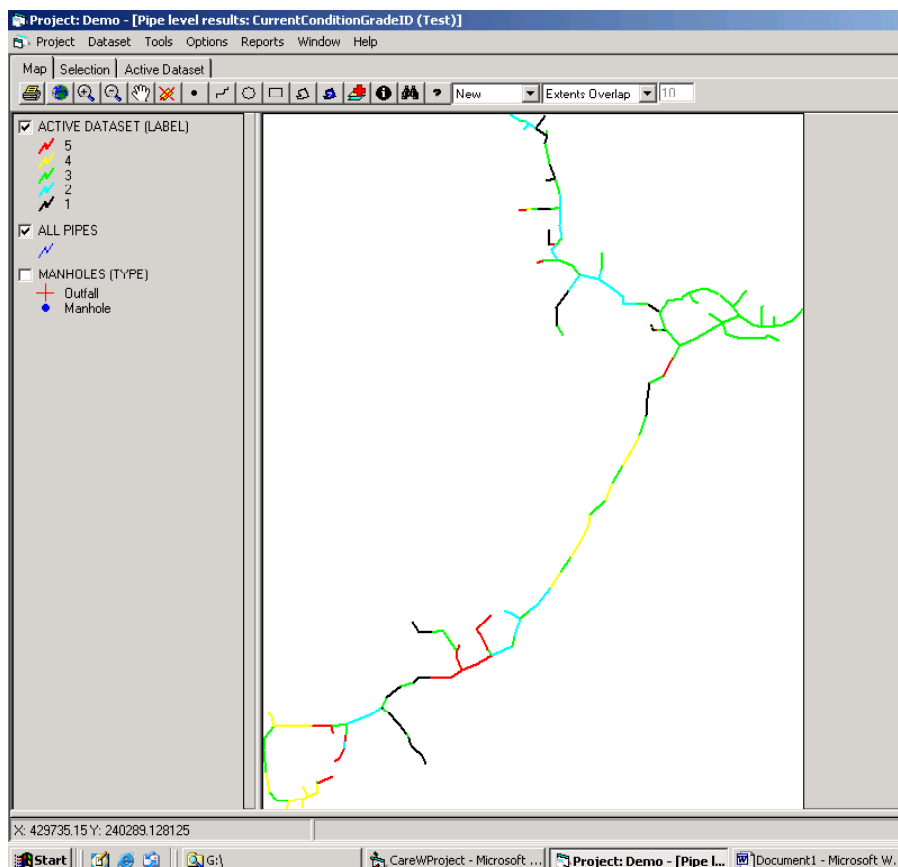 Project: Demo - [Pipe level results: CurrentConditionGradeID (Test)]
Project Dataset Tools Options Reports Window Help
Map Selection Active Dataset
New Extents Overlap 10
ACTIVE DATASET (LABEL)
5
4
3
2
1
ALL PIPES
MANHOLES (TYPE)
Outfall
Manhole
X: 429735.15 Y: 240289.128125
Start G:\ CareWProject - Microsoft ... Project: Demo - [Pipe l... Document1 - Microsoft W...